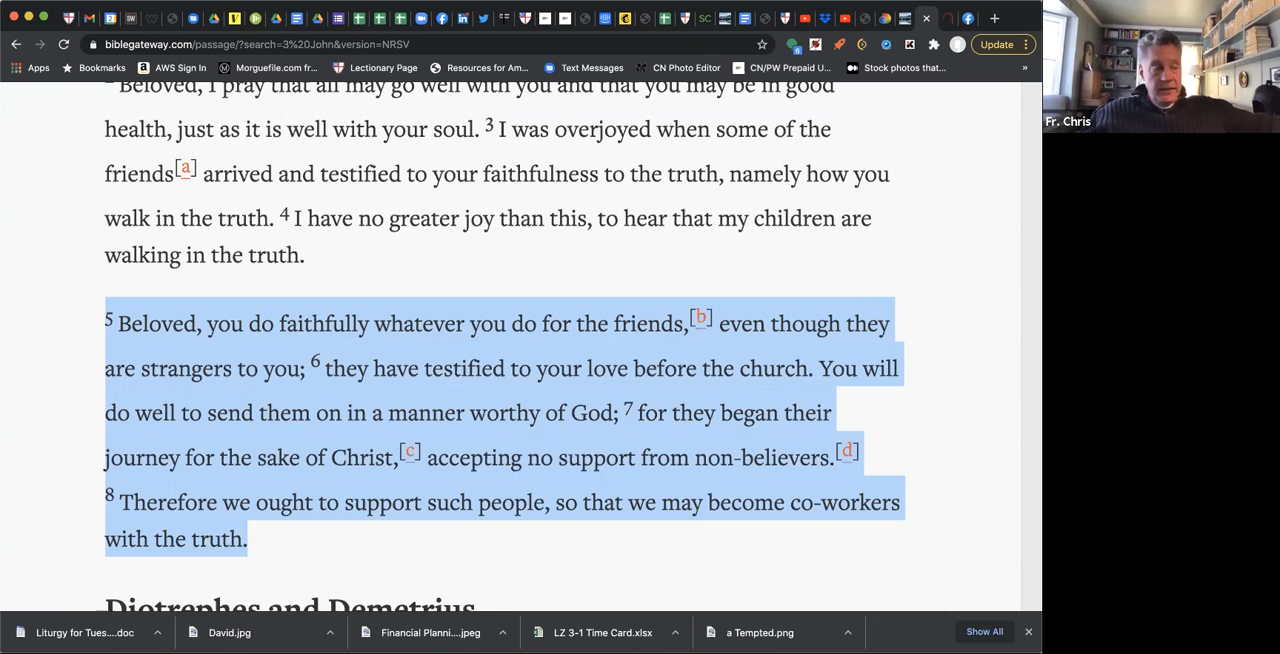 Update
biblegateway.com/passage/?search=3%20John&version=NRSV
Apps Bookmarks AWS Sign In Morguefile.com fr... Lectionary Page Resources for Am... Text Messages CN Photo Editor CN/PW Prepaid U... Stock photos that... »
Fr. Chris
Beloved, I pray that all may go well with you and that you may be in good
health, just as it is well with your soul. 3 I was overjoyed when some of the
friends[a] arrived and testified to your faithfulness to the truth, namely how you
walk in the truth. 4 I have no greater joy than this, to hear that my children are
walking in the truth.
5 Beloved, you do faithfully whatever you do for the friends,[b] even though they
are strangers to you; 6 they have testified to your love before the church. You will
do well to send them on in a manner worthy of God; 7 for they began their
journey for the sake of Christ,[c] accepting no support from non-believers.[d]
8 Therefore we ought to support such people, so that we may become co-workers
with the truth.
Diotrephes and Demetrius
Liturgy for Tues....doc David.jpg Financial Planni....jpeg LZ 3-1 Time Card.xlsx a Tempted.png Show All